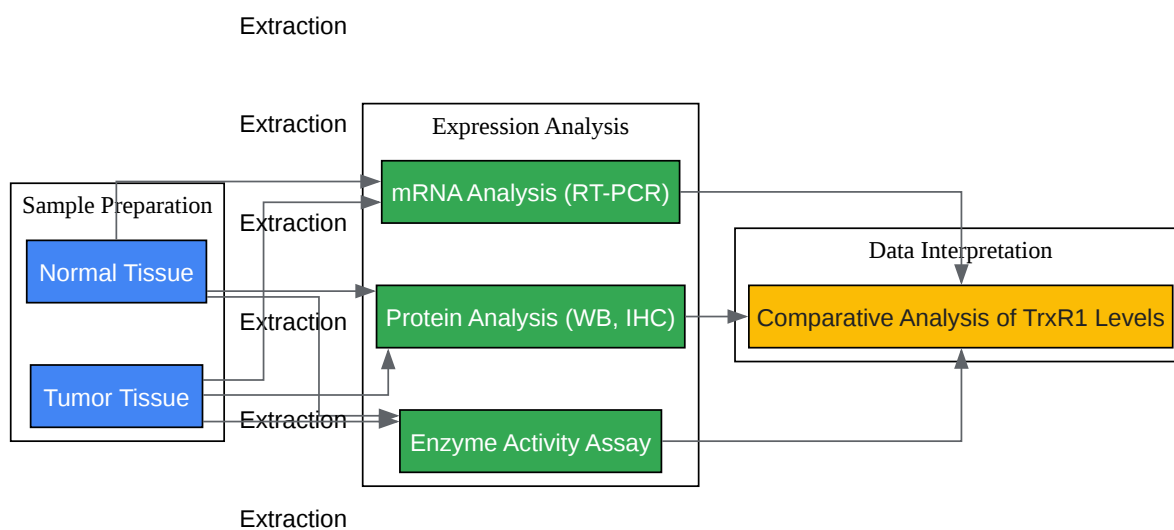 Extraction
Extraction
Expression Analysis
mRNA Analysis (RT-PCR)
Sample Preparation
Extraction
Normal Tissue
Data Interpretation
Protein Analysis (WB, IHC)
Comparative Analysis of TrxR1 Levels
Extraction
Tumor Tissue
Extraction
Enzyme Activity Assay
Extraction